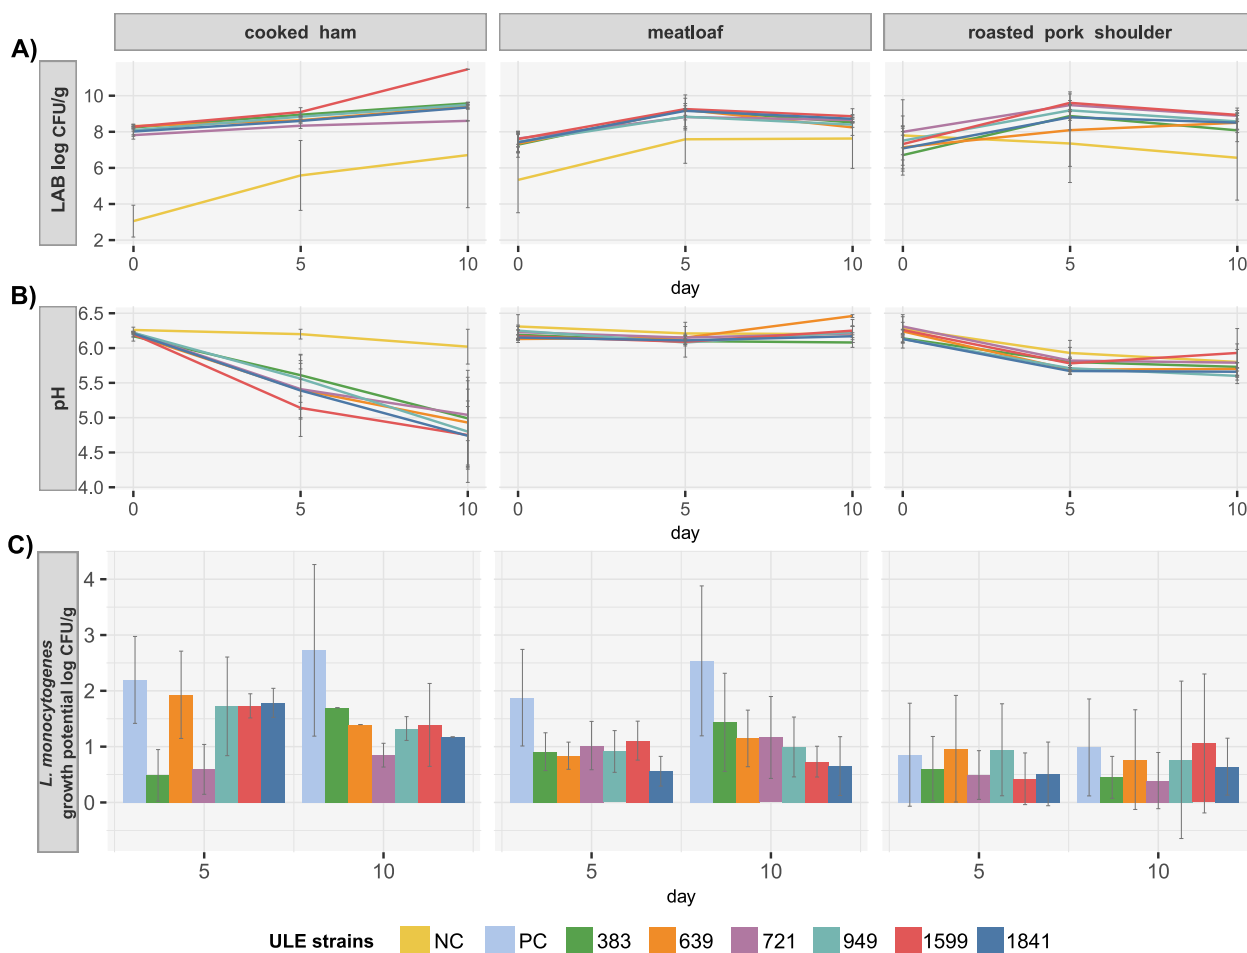 cooked ham
meatloaf
roasted pork shoulder
A)
LAB log CFU/g
10
8
6
4
2
0 5 10
0 5 10
0 5 10
day
B)
pH
6.5
6.0
5.5
5.0
4.5
4.0
0 5 10
0 5 10
0 5 10
day
C)
L. monocytogenes
growth potential log CFU/g
4
3
2
1
0
5 10
5 10
5 10
day
ULE strains NC PC 383 639 721 949 1599 1841